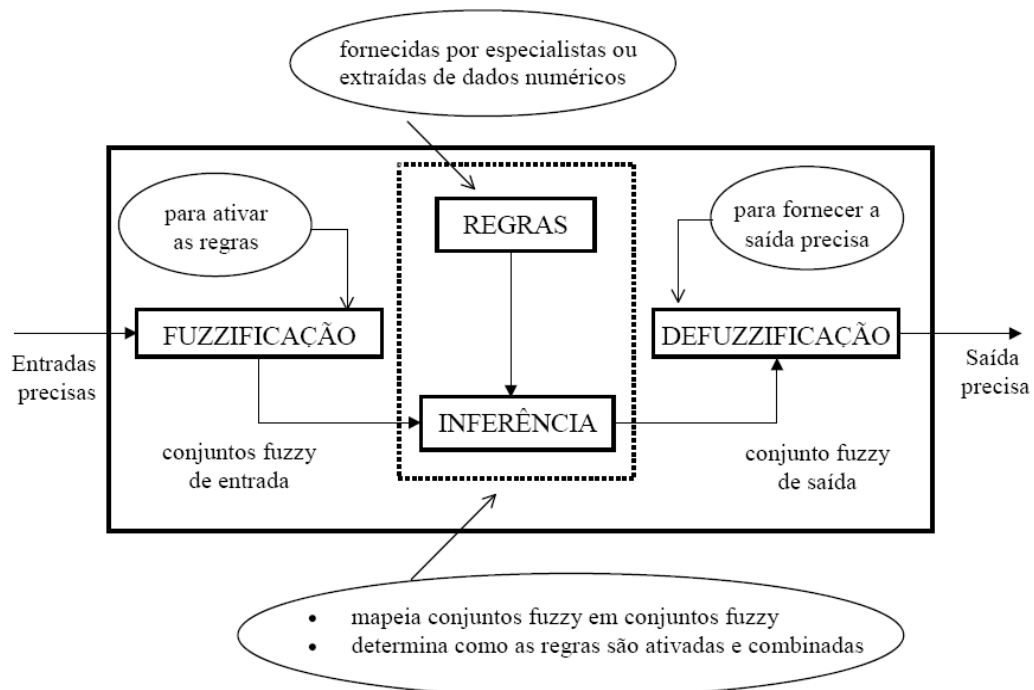 fornecidas por especialistas ou
extraídas de dados numéricos
para ativar
as regras
REGRAS
para fornecer a
saída precisa
FUZZIFICAÇÃO
DEFUZZIFICAÇÃO
Entradas
precisas
Saída
precisa
INFERÊNCIA
conjuntos fuzzy
de entrada
conjunto fuzzy
de saída
• mapeia conjuntos fuzzy em conjuntos fuzzy
• determina como as regras são ativadas e combinadas